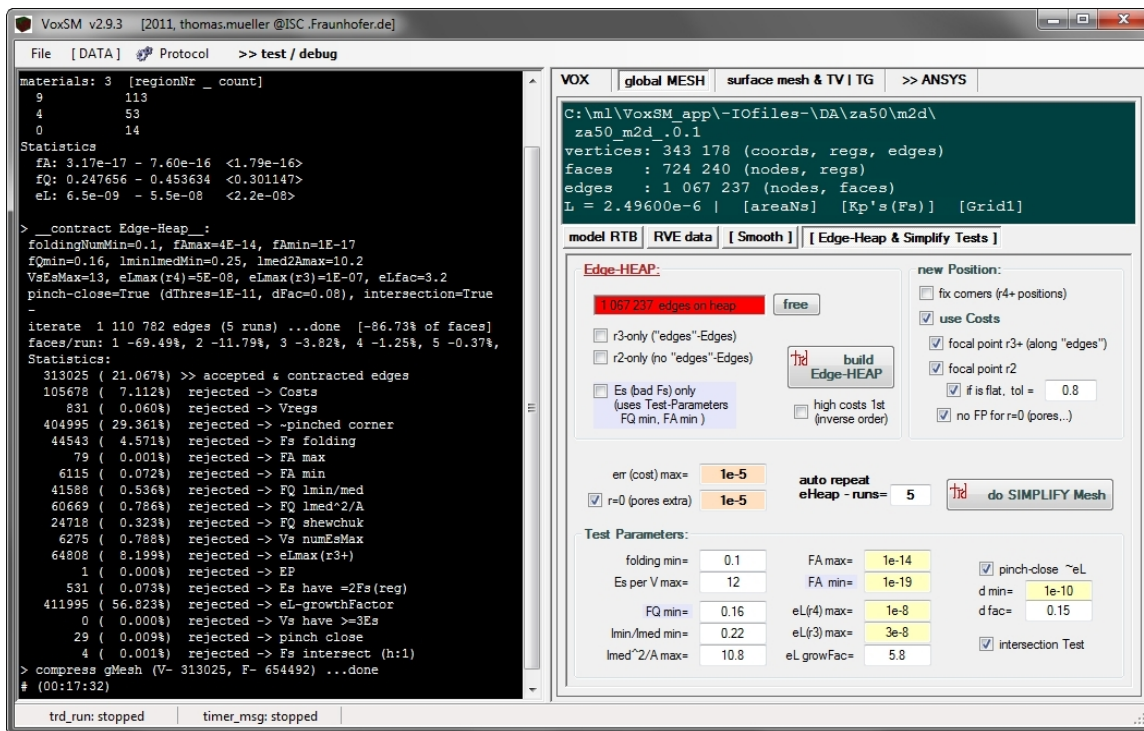 VoxSM v2.9.3 [2011, thomas.mueller @ISC .Fraunhofer.de]
File [DATA] Protocol >> test / debug
materials: 3 [regionNr _ count]
9 113
4 53
0 14
Statistics
fA: 3.17e-17 - 7.60e-16 <1.79e-16>
fQ: 0.247656 - 0.453634 <0.301147>
eL: 6.5e-09 - 5.5e-08 <2.2e-08>
> __contract Edge-Heap__:
foldingNumMin=0.1, fAmax=4E-14, fAmin=1E-17
fQmin=0.16, lminlmedMin=0.25, lmed2Amax=10.2
VsEsMax=13, eLmax(r4)=5E-08, eLmax(r3)=1E-07, eLfac=3.2
pinch-close=True (dThres=1E-11, dFac=0.08), intersection=True
-
iterate 1 110 782 edges (5 runs) ...done [-86.73% of faces]
faces/run: 1 -69.49%, 2 -11.79%, 3 -3.82%, 4 -1.25%, 5 -0.37%,
Statistics:
313025 ( 21.067%) >> accepted & contracted edges
105678 ( 7.112%) rejected -> Costs
831 ( 0.060%) rejected -> Vregs
404995 ( 29.361%) rejected -> ~pinched corner
44543 ( 4.571%) rejected -> Fs folding
79 ( 0.001%) rejected -> FA max
6115 ( 0.072%) rejected -> FA min
41588 ( 0.536%) rejected -> FQ lmin/med
60669 ( 0.786%) rejected -> FQ lmed^2/A
24718 ( 0.323%) rejected -> FQ shewchuk
6275 ( 0.788%) rejected -> Vs numEsMax
64808 ( 8.199%) rejected -> eLmax(r3+)
1 ( 0.000%) rejected -> EP
531 ( 0.073%) rejected -> Es have =2Fs(reg)
411995 ( 56.823%) rejected -> eL-growthFactor
0 ( 0.000%) rejected -> Vs have >=3Es
29 ( 0.009%) rejected -> pinch close
4 ( 0.001%) rejected -> Fs intersect (h:1)
> compress gMesh (V- 313025, F- 654492) ...done
# (00:17:32)
VOX global MESH surface mesh & TV | TG >> ANSYS
C:\ml\VoxSM_app\-IOfiles-\DA\za50\m2d\
za50_m2d_.0.1
vertices: 343 178 (coords, regs, edges)
faces : 724 240 (nodes, regs)
edges : 1 067 237 (nodes, faces)
L = 2.49600e-6 | [areaNs] [Kp's(Fs)] [Grid1]
model RTB RVE data [ Smooth ] [ Edge-Heap & Simplify Tests ]
Edge-HEAP:
1 067 237 edges on heap free
r3-only ("edges"-Edges)
r2-only (no "edges"-Edges)
Es (bad Fs) only
(uses Test-Parameters
FQ min, FA min )
trd build
Edge-HEAP
high costs 1st
(inverse order)
new Position:
fix corners (r4+ positions)
use Costs
focal point r3+ (along "edges")
focal point r2
if is flat, tol = 0.8
no FP for r=0 (pores,..)
err (cost) max= 1e-5
r=0 (pores extra) 1e-5
auto repeat
eHeap - runs= 5
trd do SIMPLIFY Mesh
Test Parameters:
folding min= 0.1
Es per V max= 12
FQ min= 0.16
lmin/lmed min= 0.22
lmed^2/A max= 10.8
FA max= 1e-14
FA min= 1e-19
eL(r4) max= 1e-8
eL(r3) max= 3e-8
eL growFac= 5.8
pinch-close ~eL
d min= 1e-10
d fac= 0.15
intersection Test
trd_run: stopped timer_msg: stopped